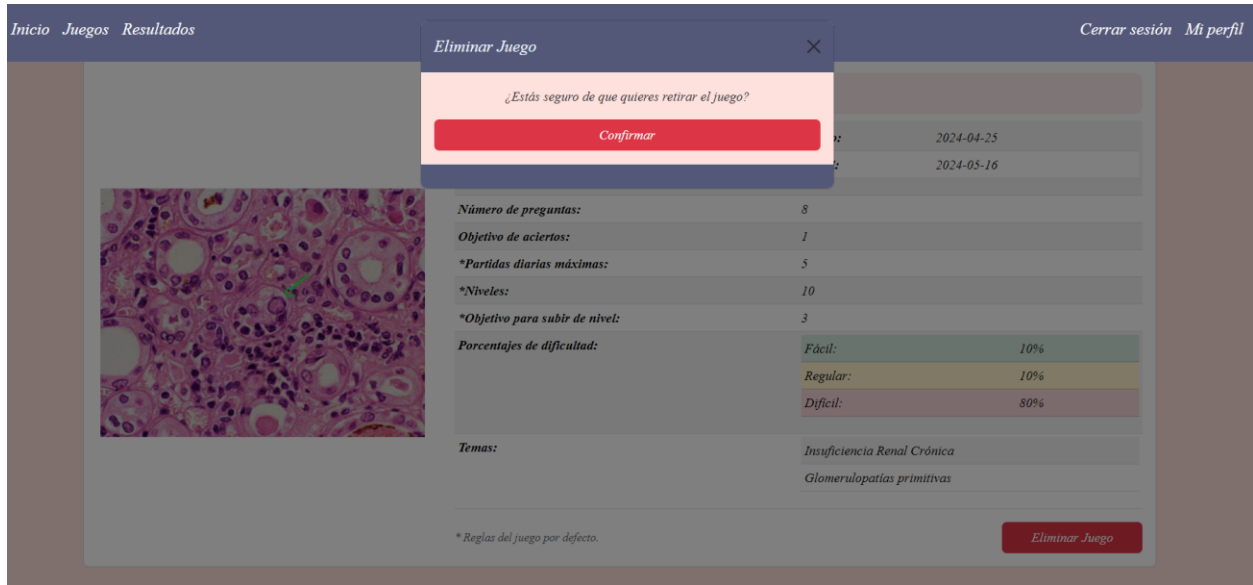 Inicio Juegos Resultados Cerrar sesión Mi perfil
Eliminar Juego
¿Estás seguro de que quieres retirar el juego?
Confirmar
2024-04-25
2024-05-16
Número de preguntas: 8
Objetivo de aciertos: 1
*Partidas diarias máximas: 5
*Niveles: 10
*Objetivo para subir de nivel: 3
Porcentajes de dificultad: Fácil: 10%
Regular: 10%
Difícil: 80%
Temas: Insuficiencia Renal Crónica
Glomerulopatías primitivas
* Reglas del juego por defecto. Eliminar Juego